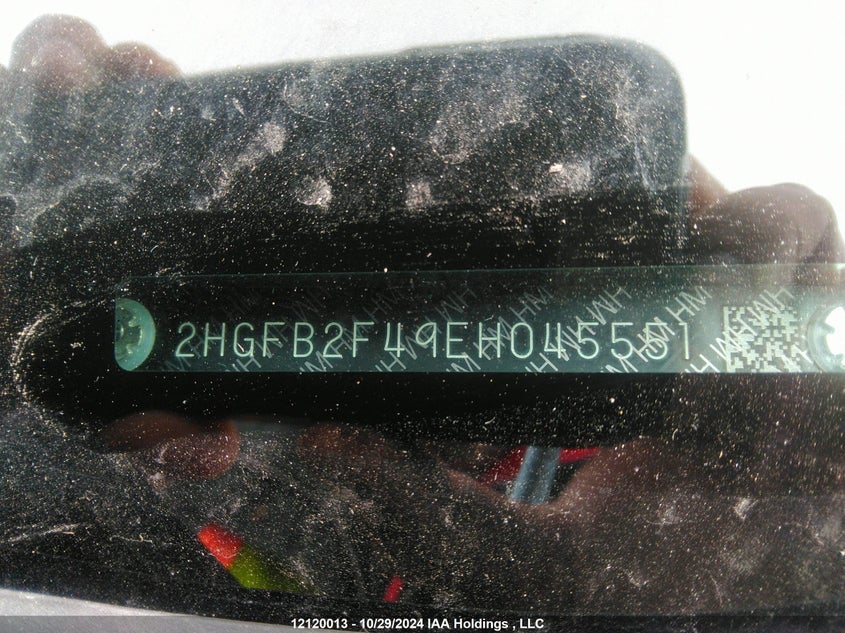 2HGFB2F49EH045551
12120013 - 10/29/2024 IAA Holdings , LLC